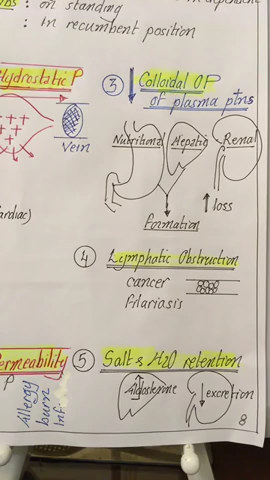 : on standing
: in recumbent position
Hydrostatic P
Vein
cardiac)
③ ↓ Colloidal OP
of plasma ptns
Nutritional Hepatic Renal
↑ loss
formation
④ Lymphatic Obstruction
cancer
filariasis
Permeability
P
Allergy
burn
Inf
⑤ Salt & H2O retention
Aldosterone ↓ excretion
8